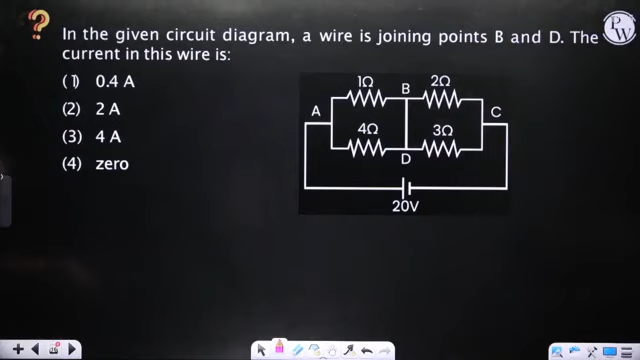 In the given circuit diagram, a wire is joining points B and D. The
current in this wire is:
(1) 0.4 A
(2) 2 A
(3) 4 A
(4) zero
1Ω B 2Ω
A C
4Ω 3Ω
D
20V
PW